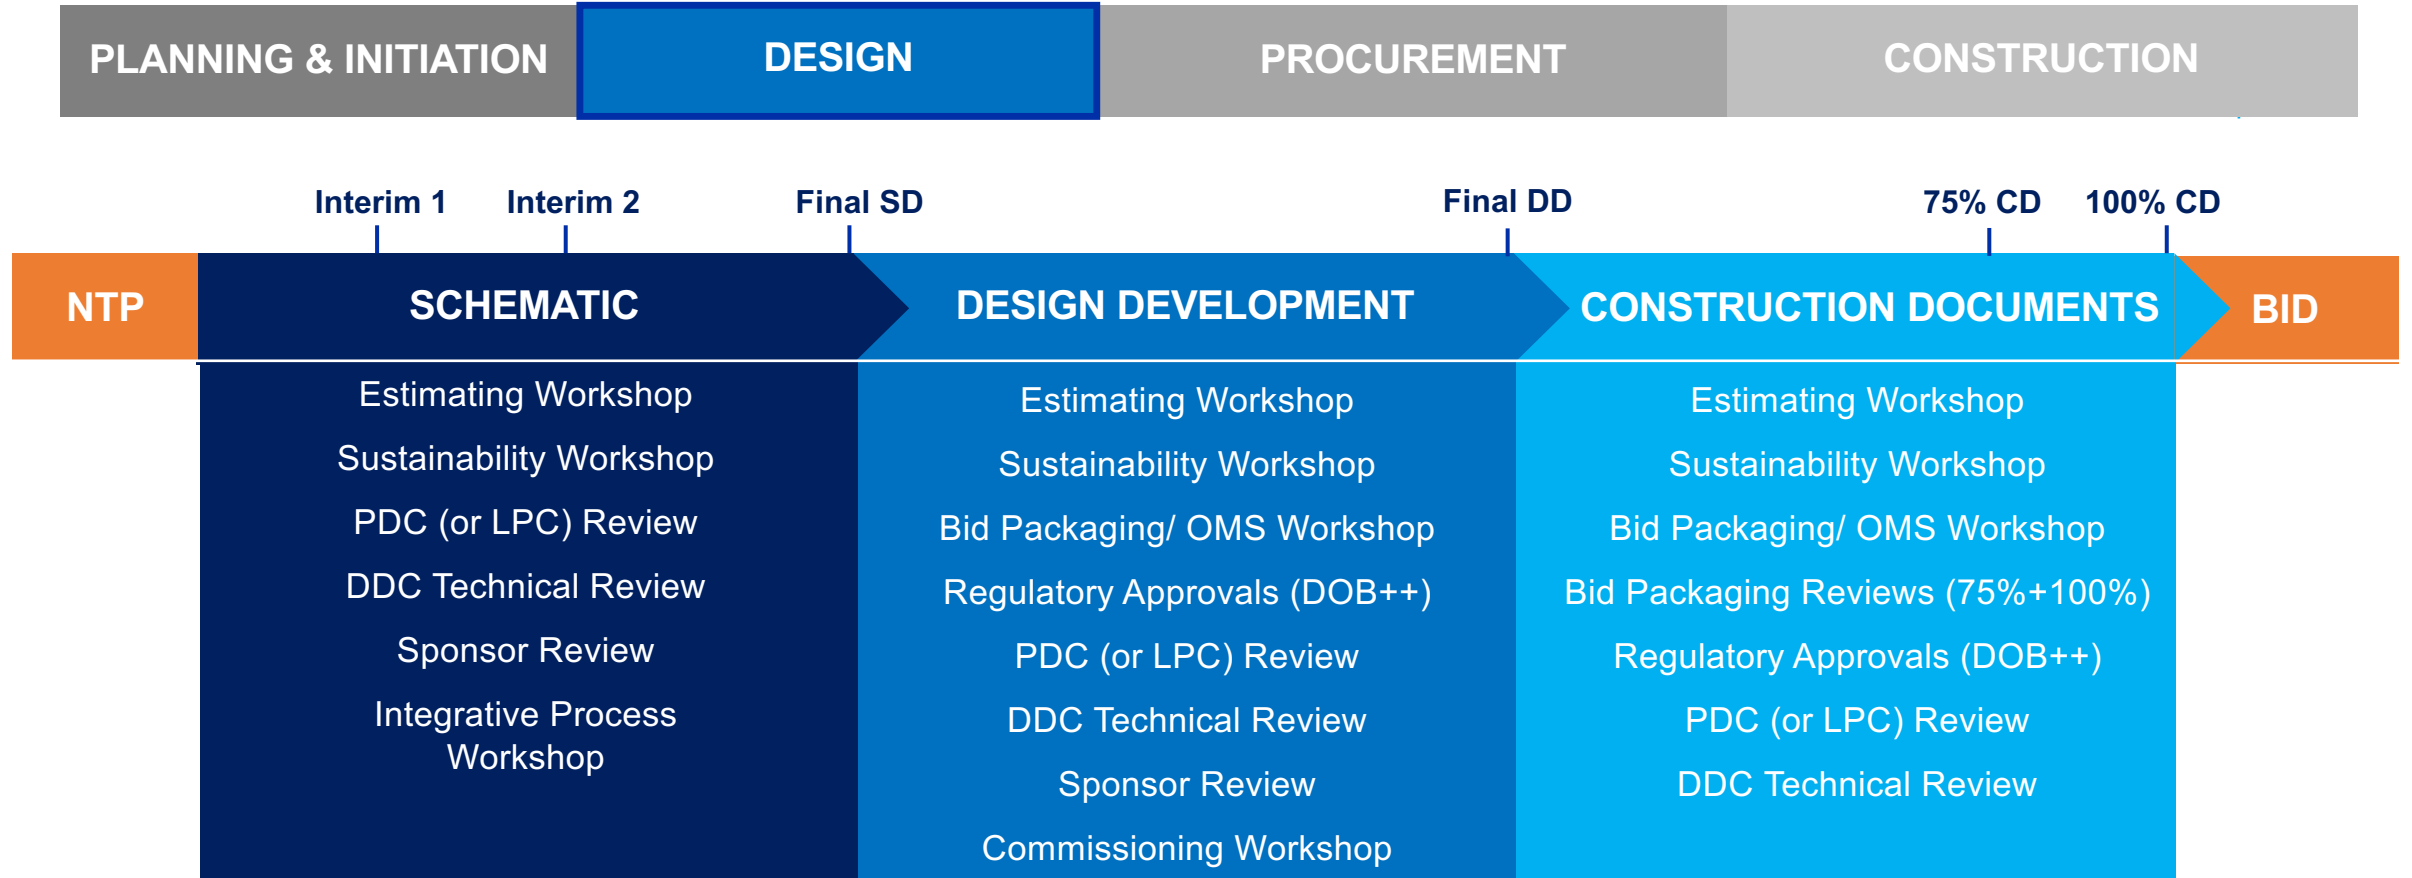 PLANNING & INITIATION
DESIGN
PROCUREMENT
CONSTRUCTION
Interim 1
Interim 2
Final SD
Final DD
75% CD
100% CD
NTP
SCHEMATIC
DESIGN DEVELOPMENT
CONSTRUCTION DOCUMENTS
BID
Estimating Workshop
Sustainability Workshop
PDC (or LPC) Review
DDC Technical Review
Sponsor Review
Integrative Process
Workshop
Estimating Workshop
Sustainability Workshop
Bid Packaging/ OMS Workshop
Regulatory Approvals (DOB++)
PDC (or LPC) Review
DDC Technical Review
Sponsor Review
Commissioning Workshop
Estimating Workshop
Sustainability Workshop
Bid Packaging/ OMS Workshop
Bid Packaging Reviews (75%+100%)
Regulatory Approvals (DOB++)
PDC (or LPC) Review
DDC Technical Review